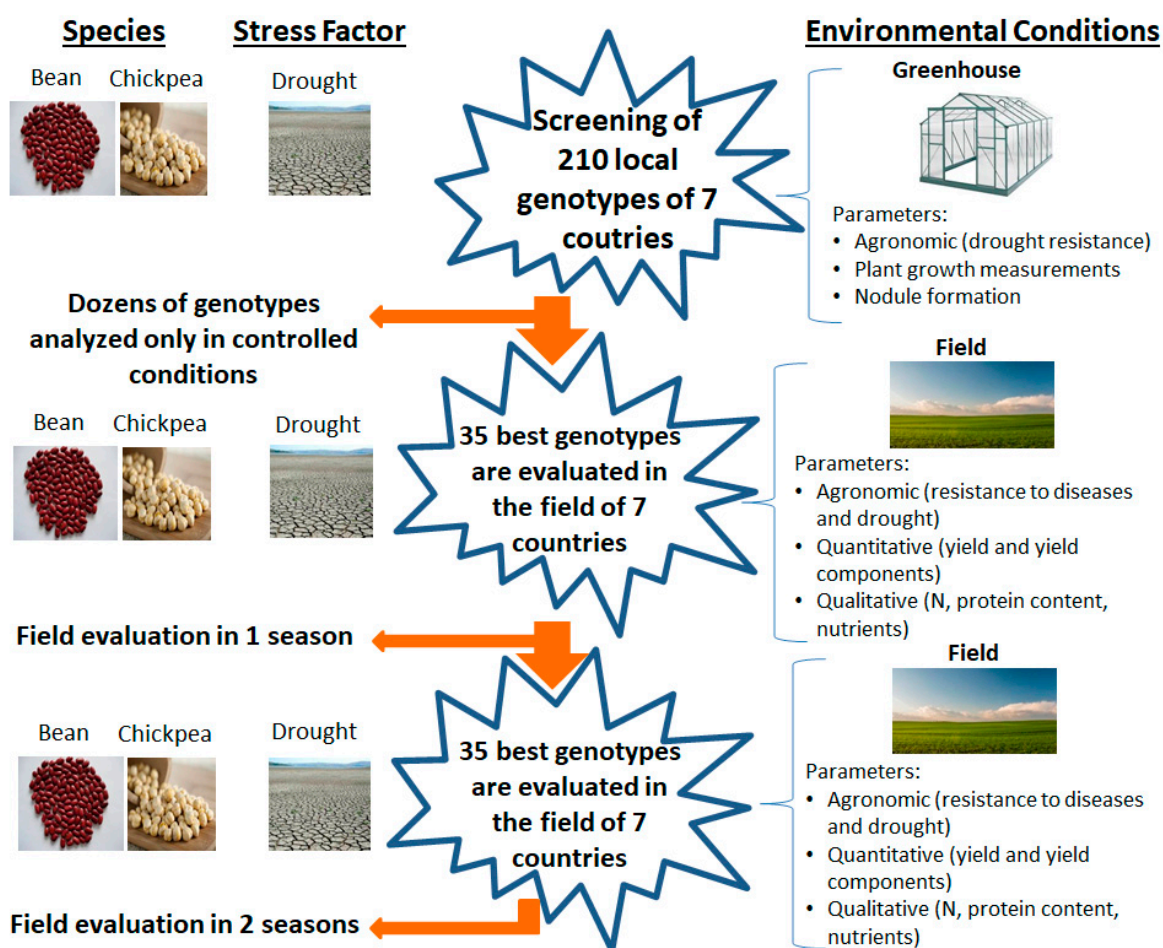 Species
Stress Factor
Environmental Conditions
Bean
Chickpea
Drought
Screening of
210 local
genotypes of 7
coutries
Greenhouse
Parameters:
• Agronomic (drought resistance)
• Plant growth measurements
• Nodule formation
Dozens of genotypes
analyzed only in controlled
conditions
Bean
Chickpea
Drought
35 best genotypes
are evaluated in
the field of 7
countries
Field
Parameters:
• Agronomic (resistance to diseases
and drought)
• Quantitative (yield and yield
components)
• Qualitative (N, protein content,
nutrients)
Field evaluation in 1 season
Bean
Chickpea
Drought
35 best genotypes
are evaluated in
the field of 7
countries
Field
Parameters:
• Agronomic (resistance to diseases
and drought)
• Quantitative (yield and yield
components)
• Qualitative (N, protein content,
nutrients)
Field evaluation in 2 seasons